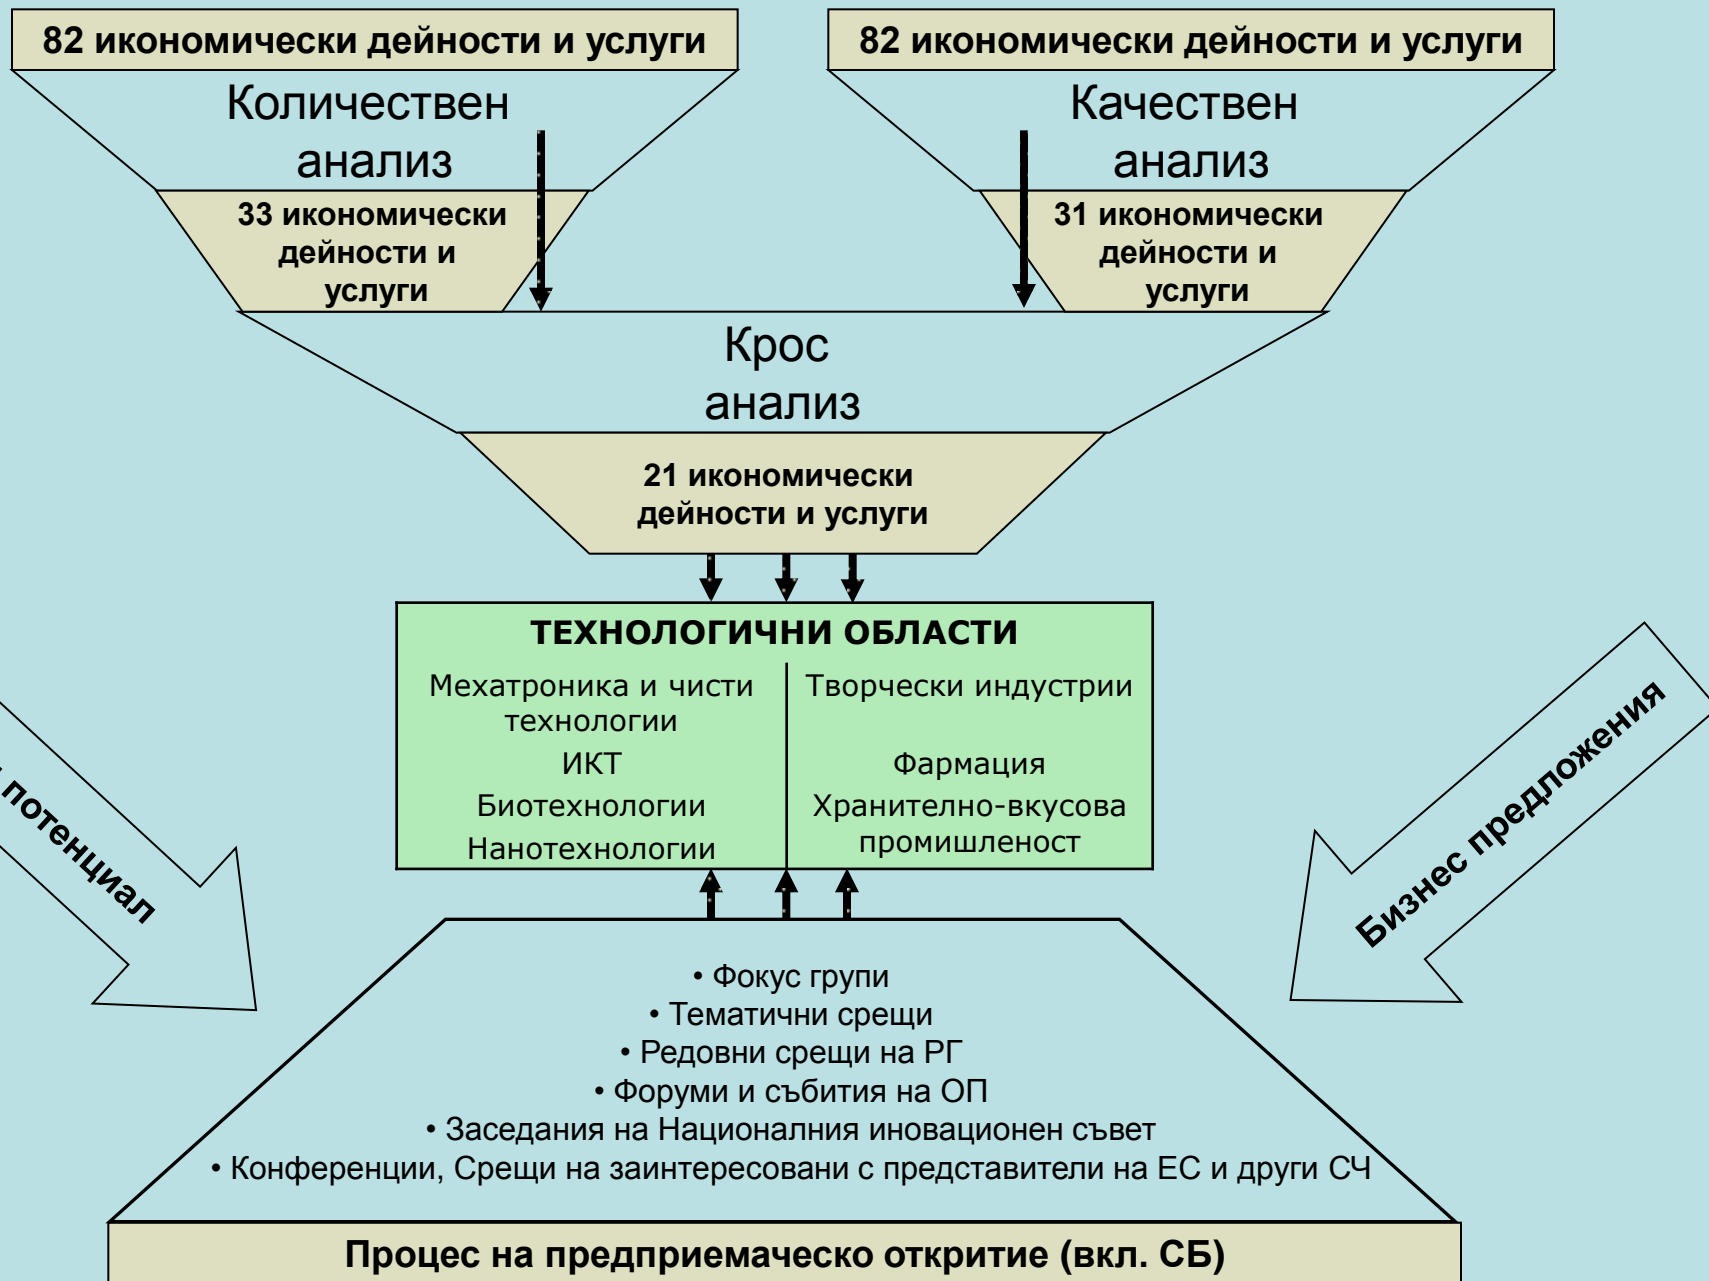 82 икономически дейности и услуги
82 икономически дейности и услуги
Количествен
анализ
Качествен
анализ
33 икономически
дейности и
услуги
31 икономически
дейности и
услуги
Крос
анализ
21 икономически
дейности и услуги
ТЕХНОЛОГИЧНИ ОБЛАСТИ
Мехатроника и чисти
технологии
ИКТ
Биотехнологии
Нанотехнологии
Творчески индустрии
Фармация
Хранително-вкусова
промишленост
потенциал
Бизнес предложения
• Фокус групи
• Тематични срещи
• Редовни срещи на РГ
• Форуми и събития на ОП
• Заседания на Националния иновационен съвет
• Конференции, Срещи на заинтересовани с представители на ЕС и други СЧ
Процес на предприемаческо откритие (вкл. СБ)